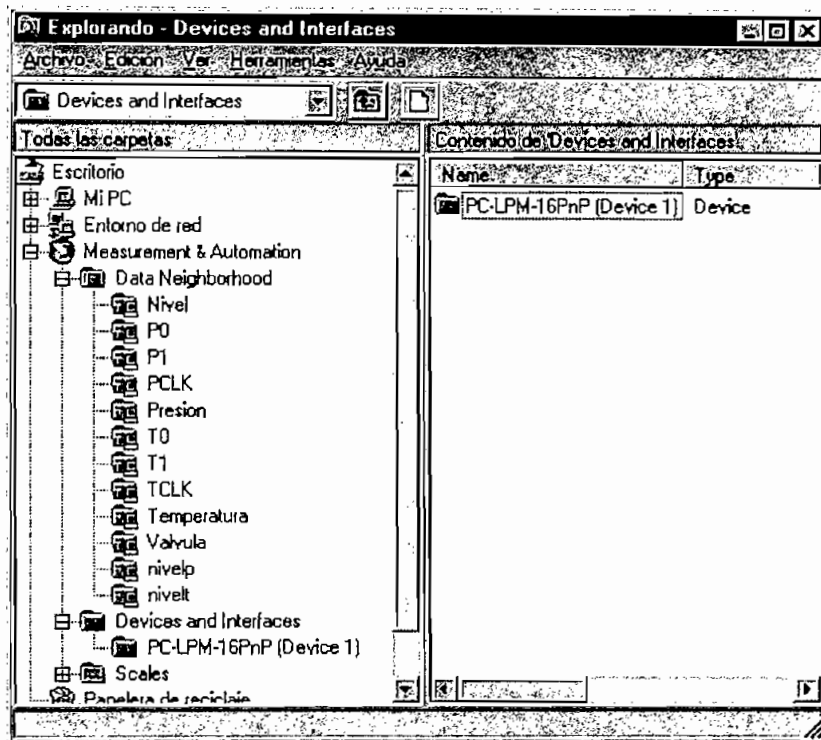 Explorando - Devices and Interfaces
Archivo Edición Ver Herramientas Ayuda
Devices and Interfaces
Todas las carpetas
Contenido de 'Devices and Interfaces'
Escritorio
Mi PC
Entorno de red
Measurement & Automation
Data Neighborhood
Nivel
P0
P1
PCLK
Presion
T0
T1
TCLK
Temperatura
Valvula
nivelp
nivelt
Devices and Interfaces
PC-LPM-16PnP (Device 1)
Scales
Papelera de reciclaje
Name Type
PC-LPM-16PnP (Device 1) Device